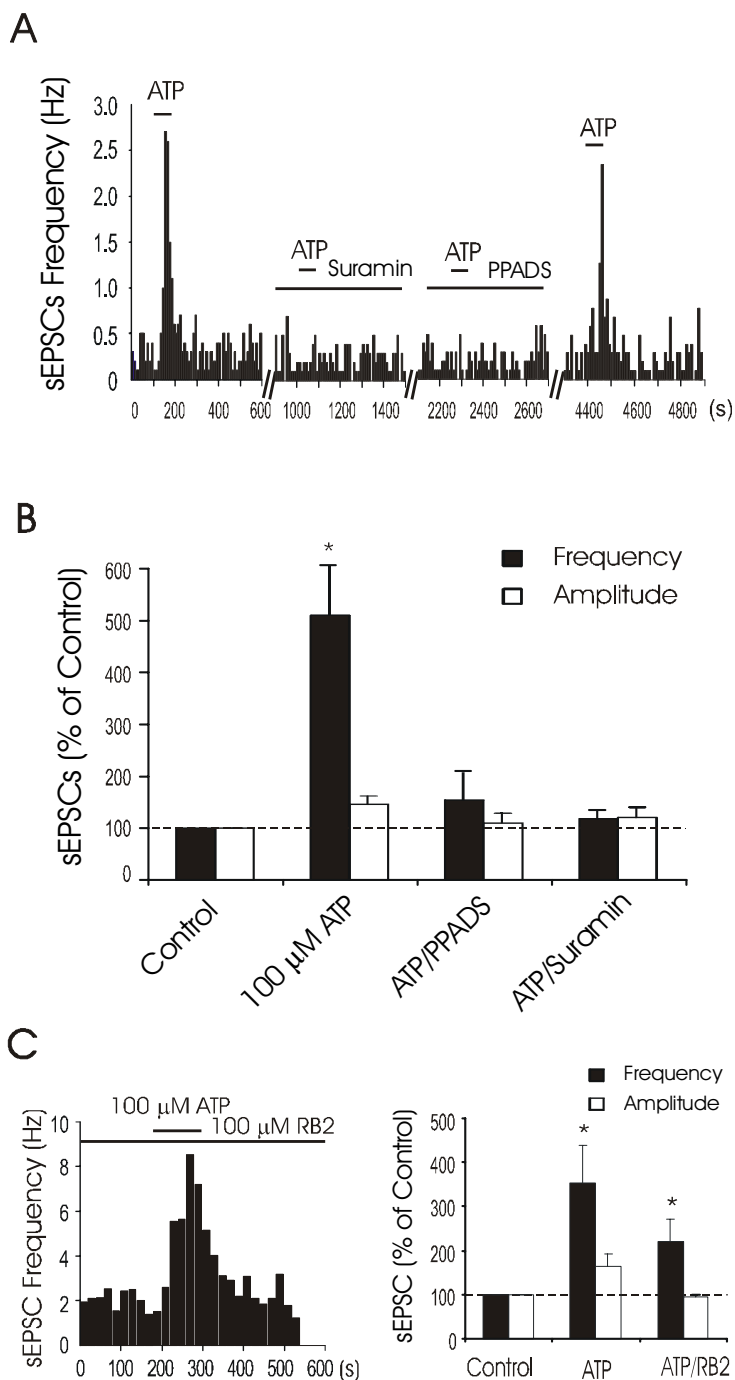 A
sEPSCs Frequency (Hz)
3.0
2.5
2.0
1.5
1.0
0.5
0
ATP
ATP
Suramin
ATP
PPADS
ATP
0 200 400 600 1000 1200 1400 2200 2400 2600 4400 4600 4800 (s)
B
sEPSCs (% of Control)
600
500
400
300
200
100
0
*
Frequency
Amplitude
Control
100 μM ATP
ATP/PPADS
ATP/Suramin
C
sEPSC Frequency (Hz)
10
8
6
4
2
0
100 μM ATP
100 μM RB2
0 100 200 300 400 500 600 (s)
Frequency
Amplitude
sEPSC (% of Control)
500
400
300
200
100
0
*
*
Control ATP ATP/RB2